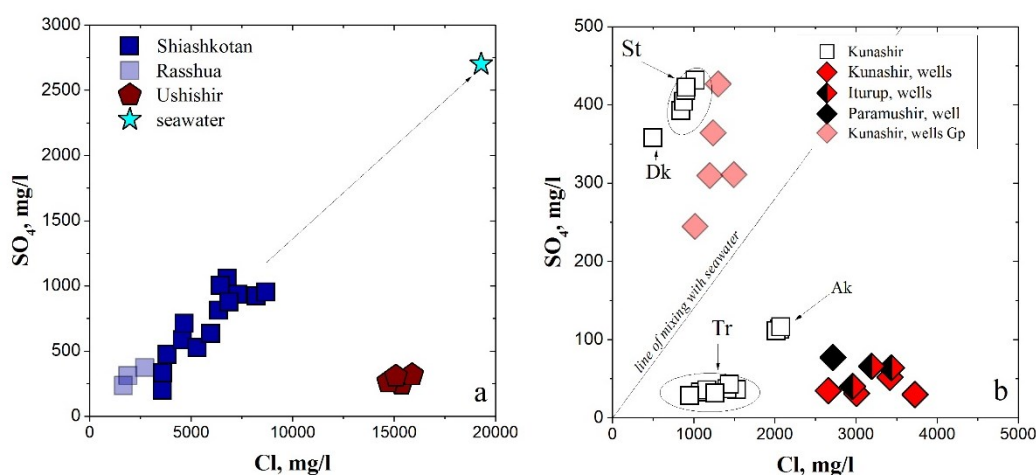 3000
2500
2000
1500
1000
500
0
SO4, mg/l
Shiashkotan
Rasshua
Ushishir
seawater
a
0
5000
10000
15000
20000
Cl, mg/l
500
400
300
200
100
0
SO4, mg/l
St
Dk
Kunashir
Kunashir, wells
Iturup, wells
Paramushir, well
Kunashir, wells Gp
line of mixing with seawater
Ak
Tr
b
0
1000
2000
3000
4000
5000
Cl, mg/l